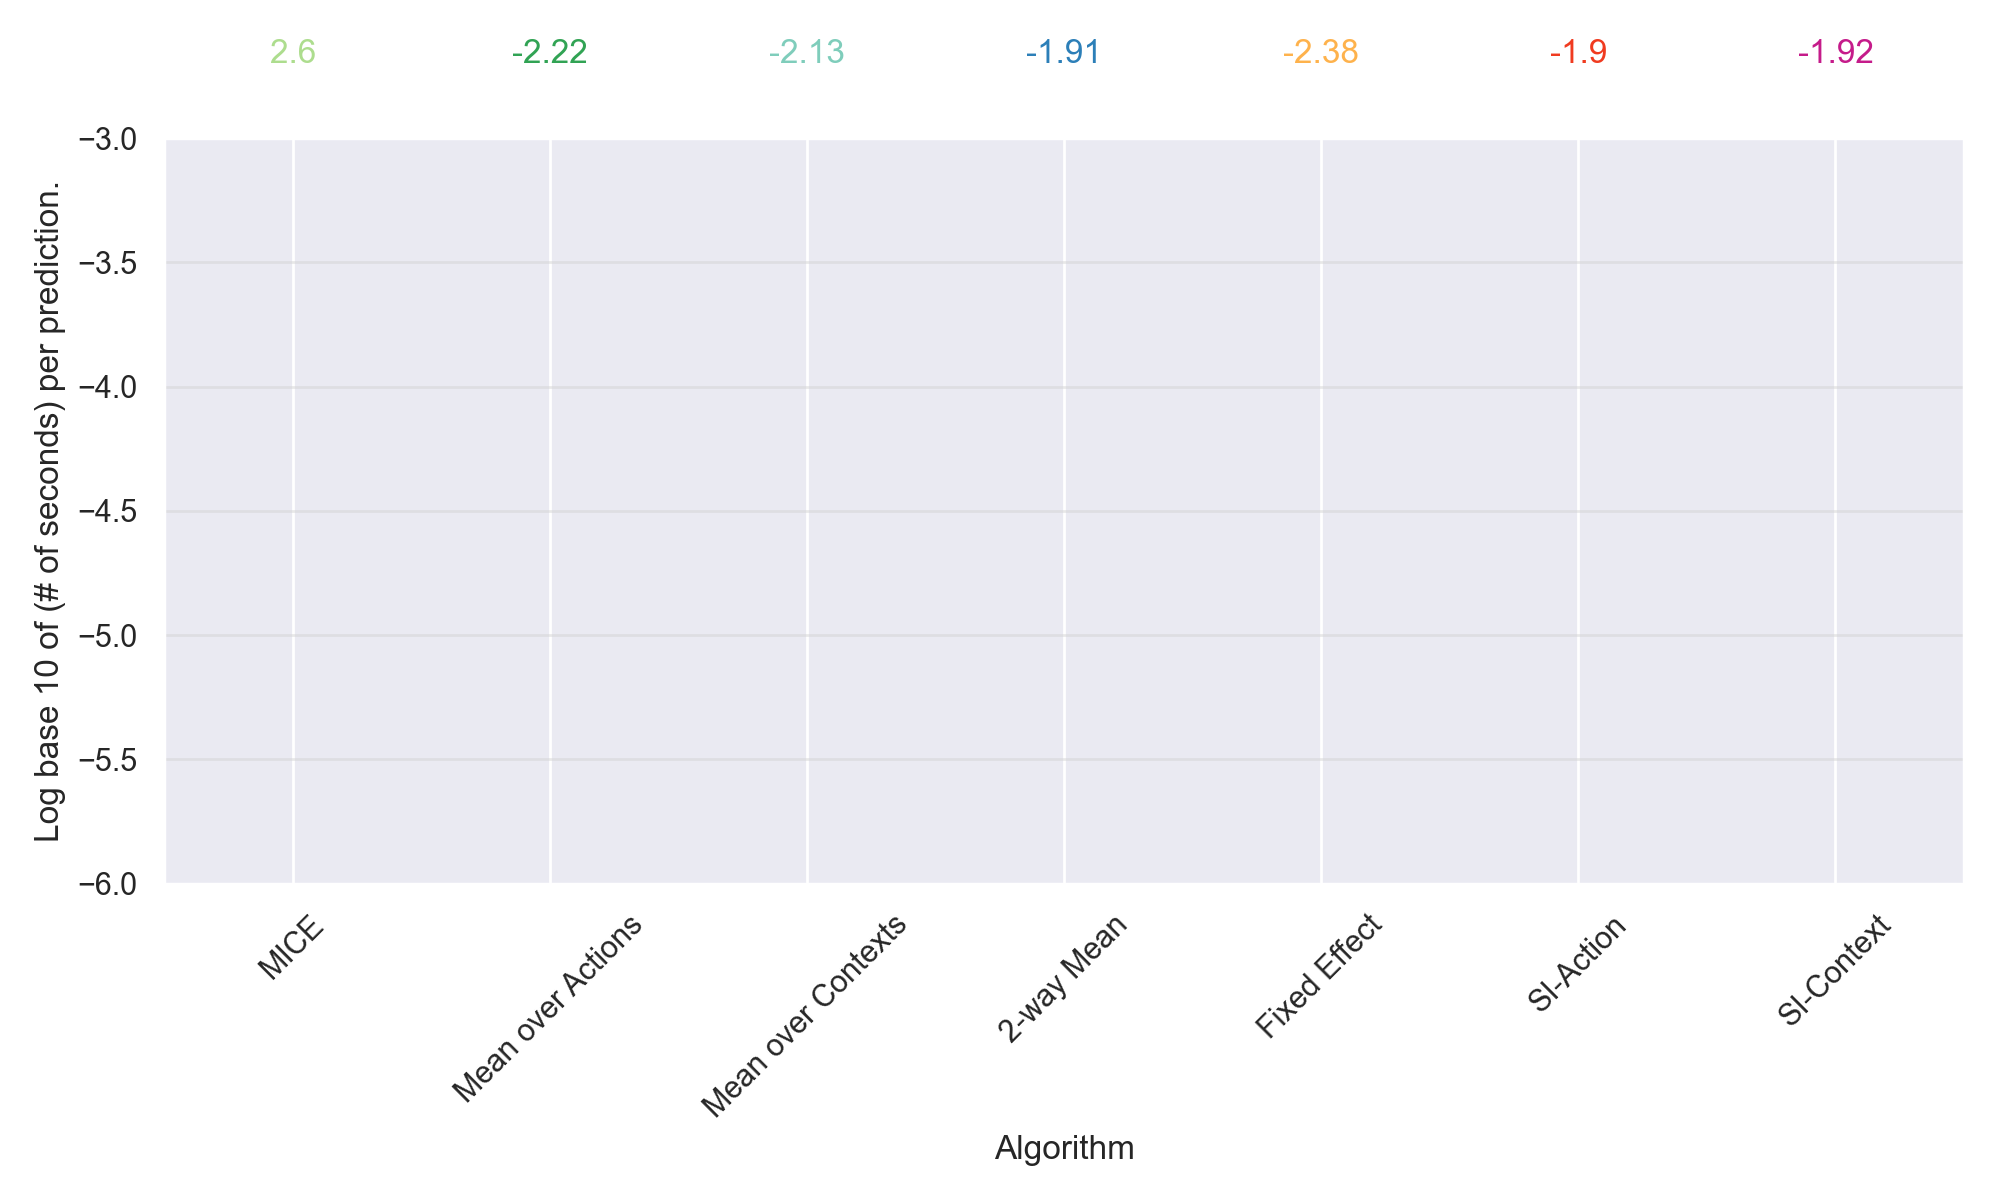 2.6 -2.22 -2.13 -1.91 -2.38 -1.9 -1.92
−3.0
−3.5
−4.0
−4.5
−5.0
−5.5
−6.0
Log base 10 of (# of seconds) per prediction.
MICE
Mean over Actions
Mean over Contexts
2-way Mean
Fixed Effect
SI-Action
SI-Context
Algorithm